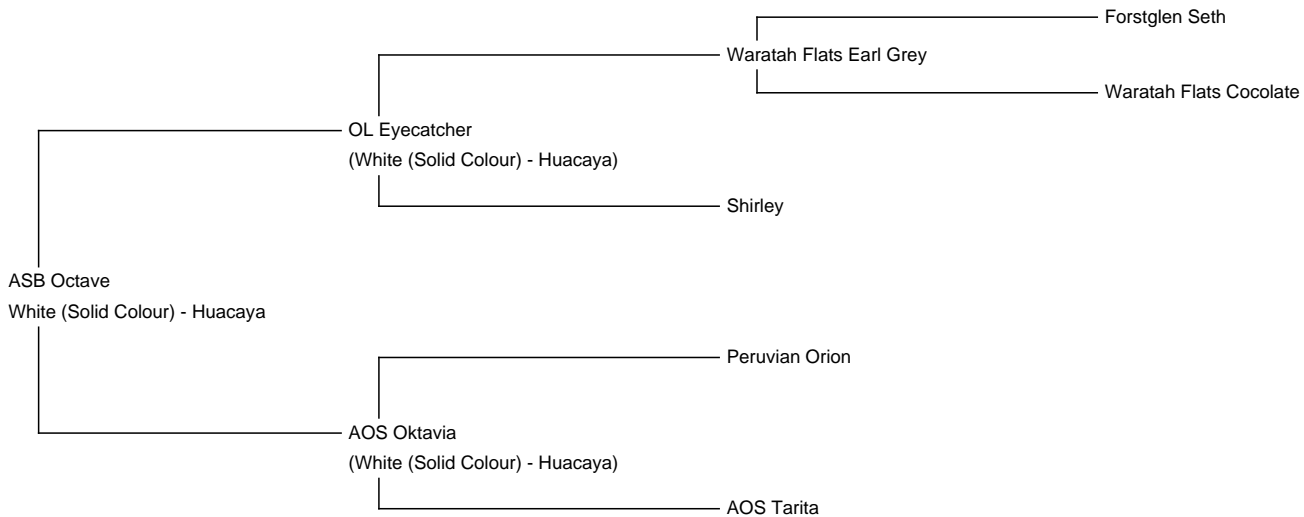 Forstglen Seth
Waratah Flats Earl Grey
Waratah Flats Cocolate
OL Eyecatcher
(White (Solid Colour) - Huacaya)
Shirley
ASB Octave
White (Solid Colour) - Huacaya
Peruvian Orion
AOS Oktavia
(White (Solid Colour) - Huacaya)
AOS Tarita